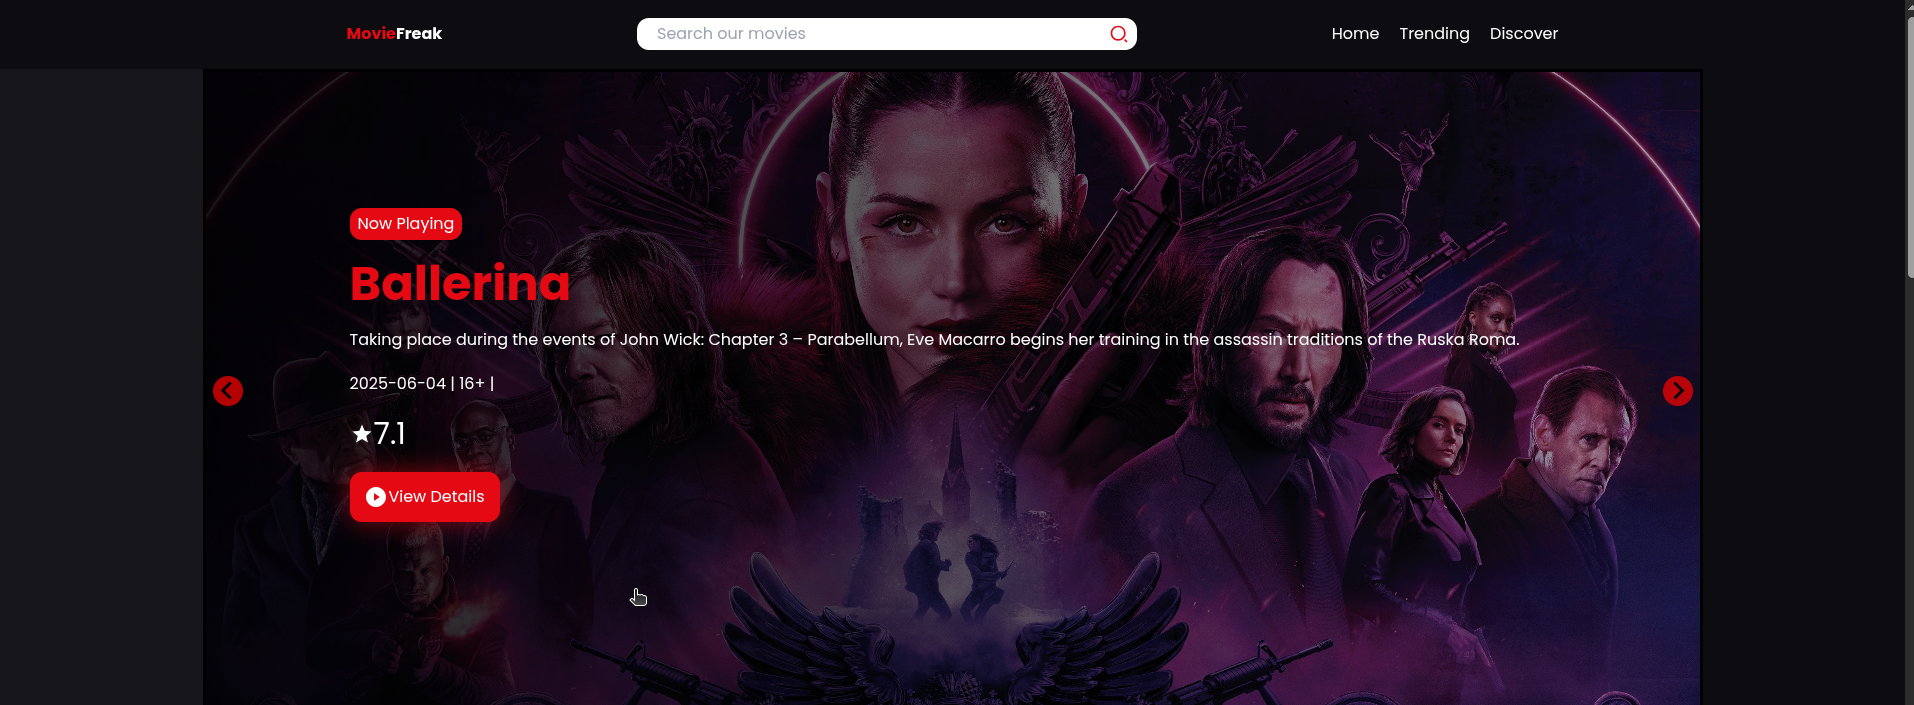 MovieFreak
Search our movies
Home Trending Discover
Now Playing
Ballerina
Taking place during the events of John Wick: Chapter 3 – Parabellum, Eve Macarro begins her training in the assassin traditions of the Ruska Roma.
2025-06-04 | 16+ |
7.1
View Details